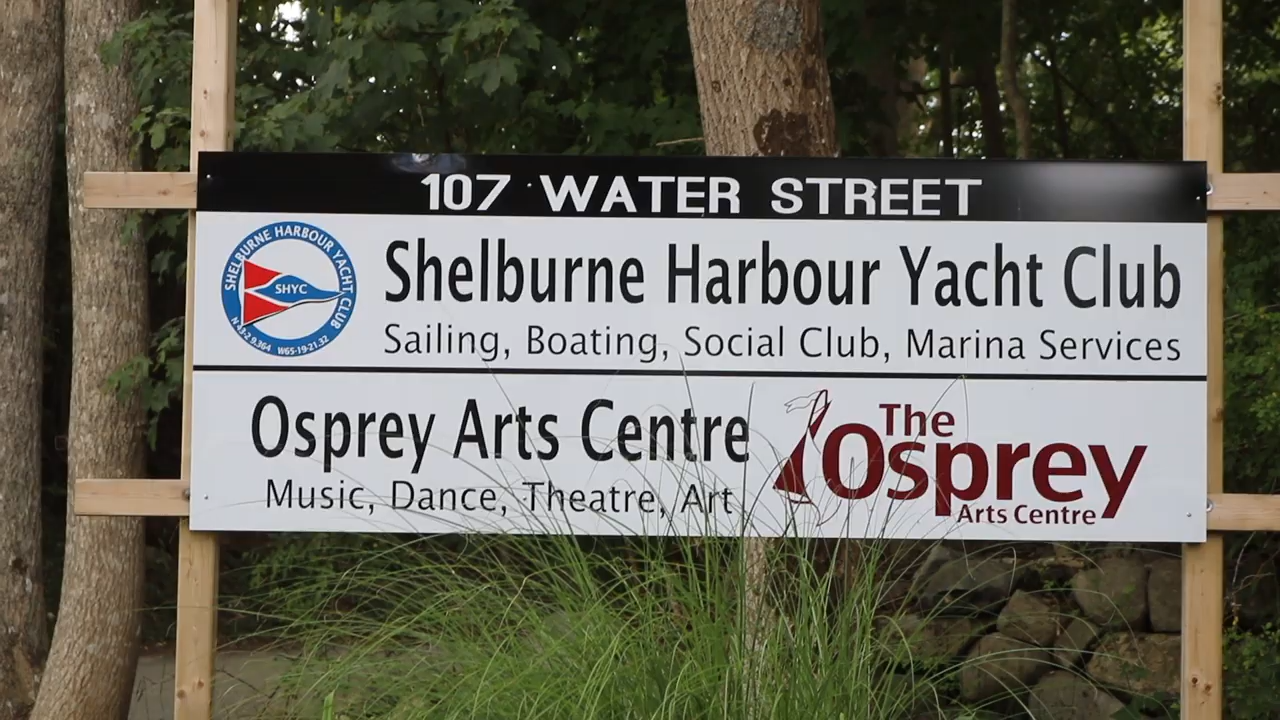 107 WATER STREET
SHELBURNE HARBOUR YACHT CLUB
SHYC
N 43-2 9.364 W65-19-21.32
Shelburne Harbour Yacht Club
Sailing, Boating, Social Club, Marina Services
Osprey Arts Centre
Music, Dance, Theatre, Art
The
Osprey
Arts Centre